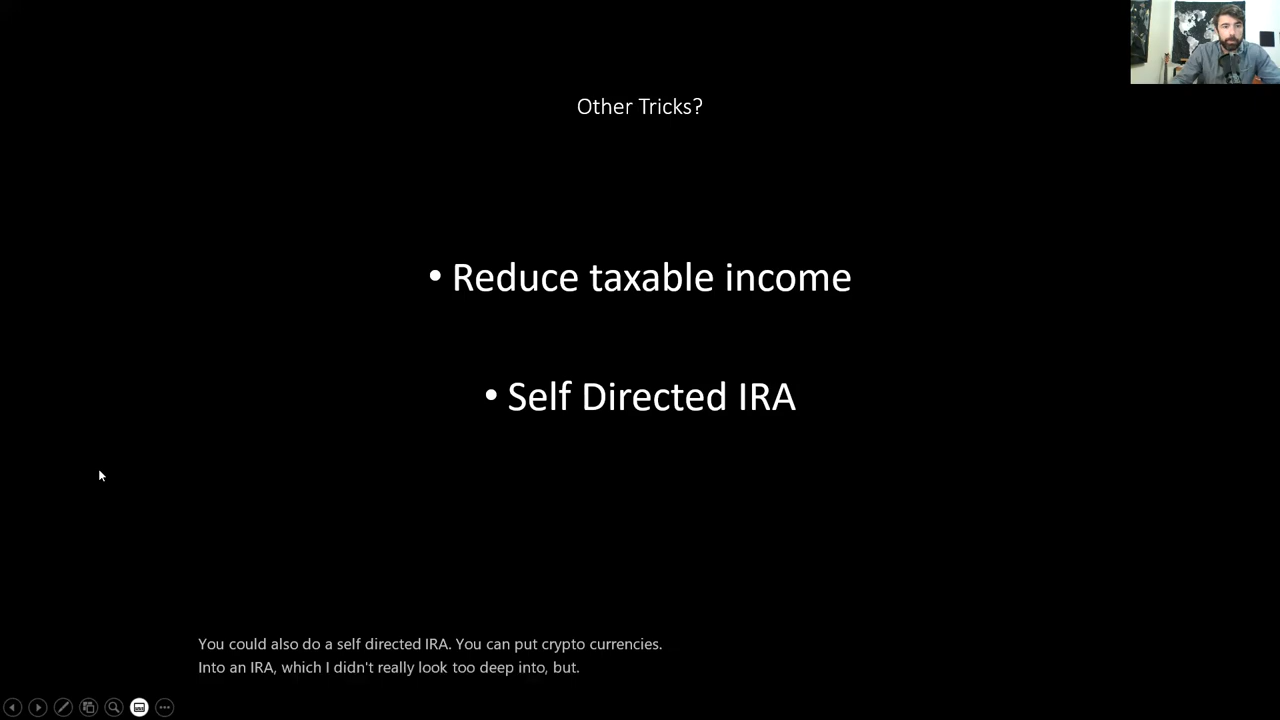 Other Tricks?
• Reduce taxable income
• Self Directed IRA
You could also do a self directed IRA. You can put crypto currencies.
Into an IRA, which I didn't really look too deep into, but.